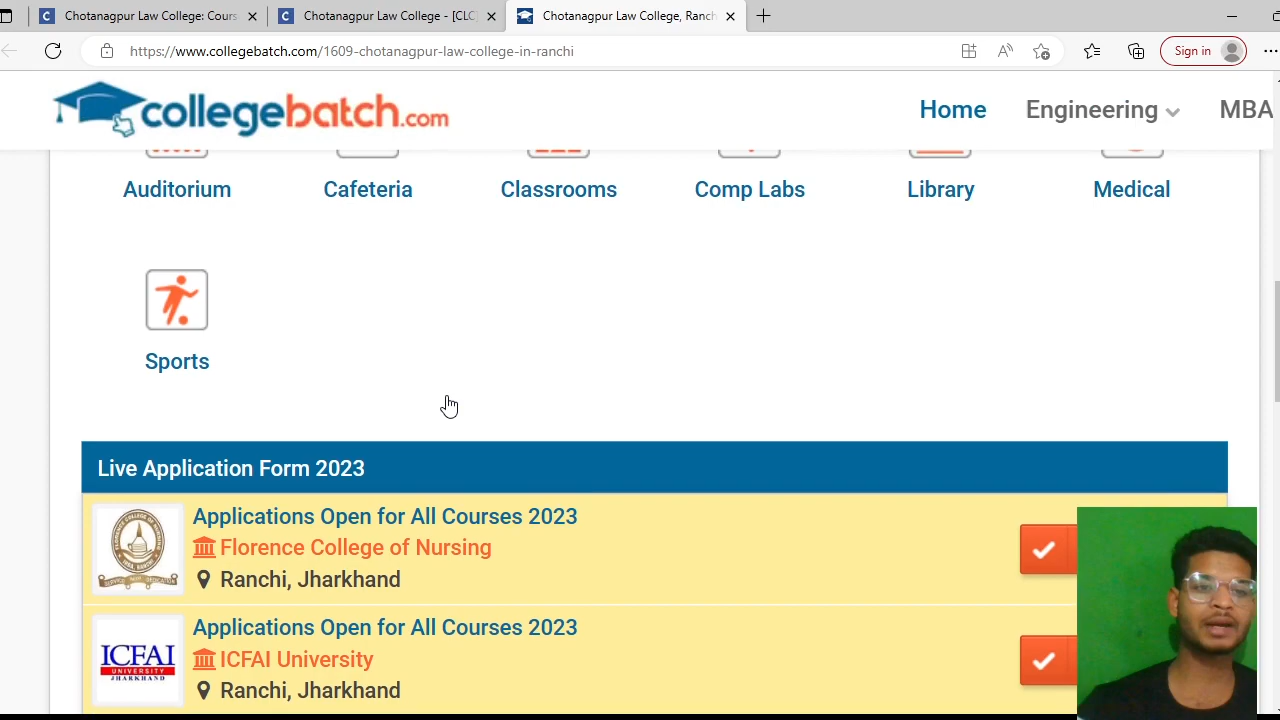 Chotanagpur Law College: Cours
Chotanagpur Law College - [CLC
Chotanagpur Law College, Ranch
https://www.collegebatch.com/1609-chotanagpur-law-college-in-ranchi
Sign in
collegebatch.com
Home
Engineering
MBA
Auditorium
Cafeteria
Classrooms
Comp Labs
Library
Medical
Sports
Live Application Form 2023
Applications Open for All Courses 2023
Florence College of Nursing
Ranchi, Jharkhand
Applications Open for All Courses 2023
ICFAI University
Ranchi, Jharkhand
ICFAI
UNIVERSITY
JHARKHAND